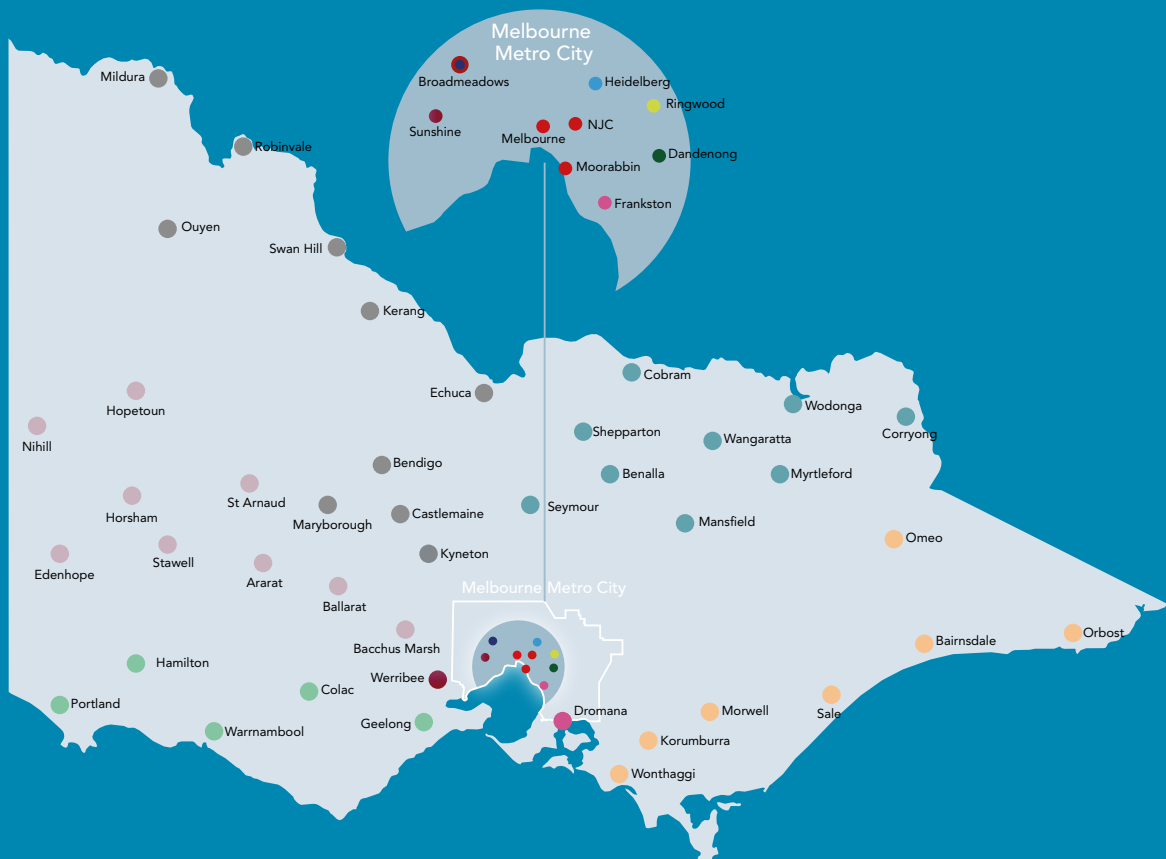 Melbourne
Metro City
Mildura
Broadmeadows
Heidelberg
Ringwood
Sunshine
NJC
Melbourne
Robinvale
Dandenong
Moorabbin
Frankston
Ouyen
Swan Hill
Kerang
Cobram
Echuca
Hopetoun
Wodonga
Nihill
Shepparton
Wangaratta
Corryong
Bendigo
Benalla
Myrtleford
St Arnaud
Horsham
Maryborough
Castlemaine
Seymour
Mansfield
Omeo
Stawell
Kyneton
Edenhope
Ararat
Melbourne Metro City
Ballarat
Bacchus Marsh
Bairnsdale
Orbost
Hamilton
Werribee
Colac
Portland
Geelong
Dromana
Morwell
Sale
Warrnambool
Korumburra
Wonthaggi